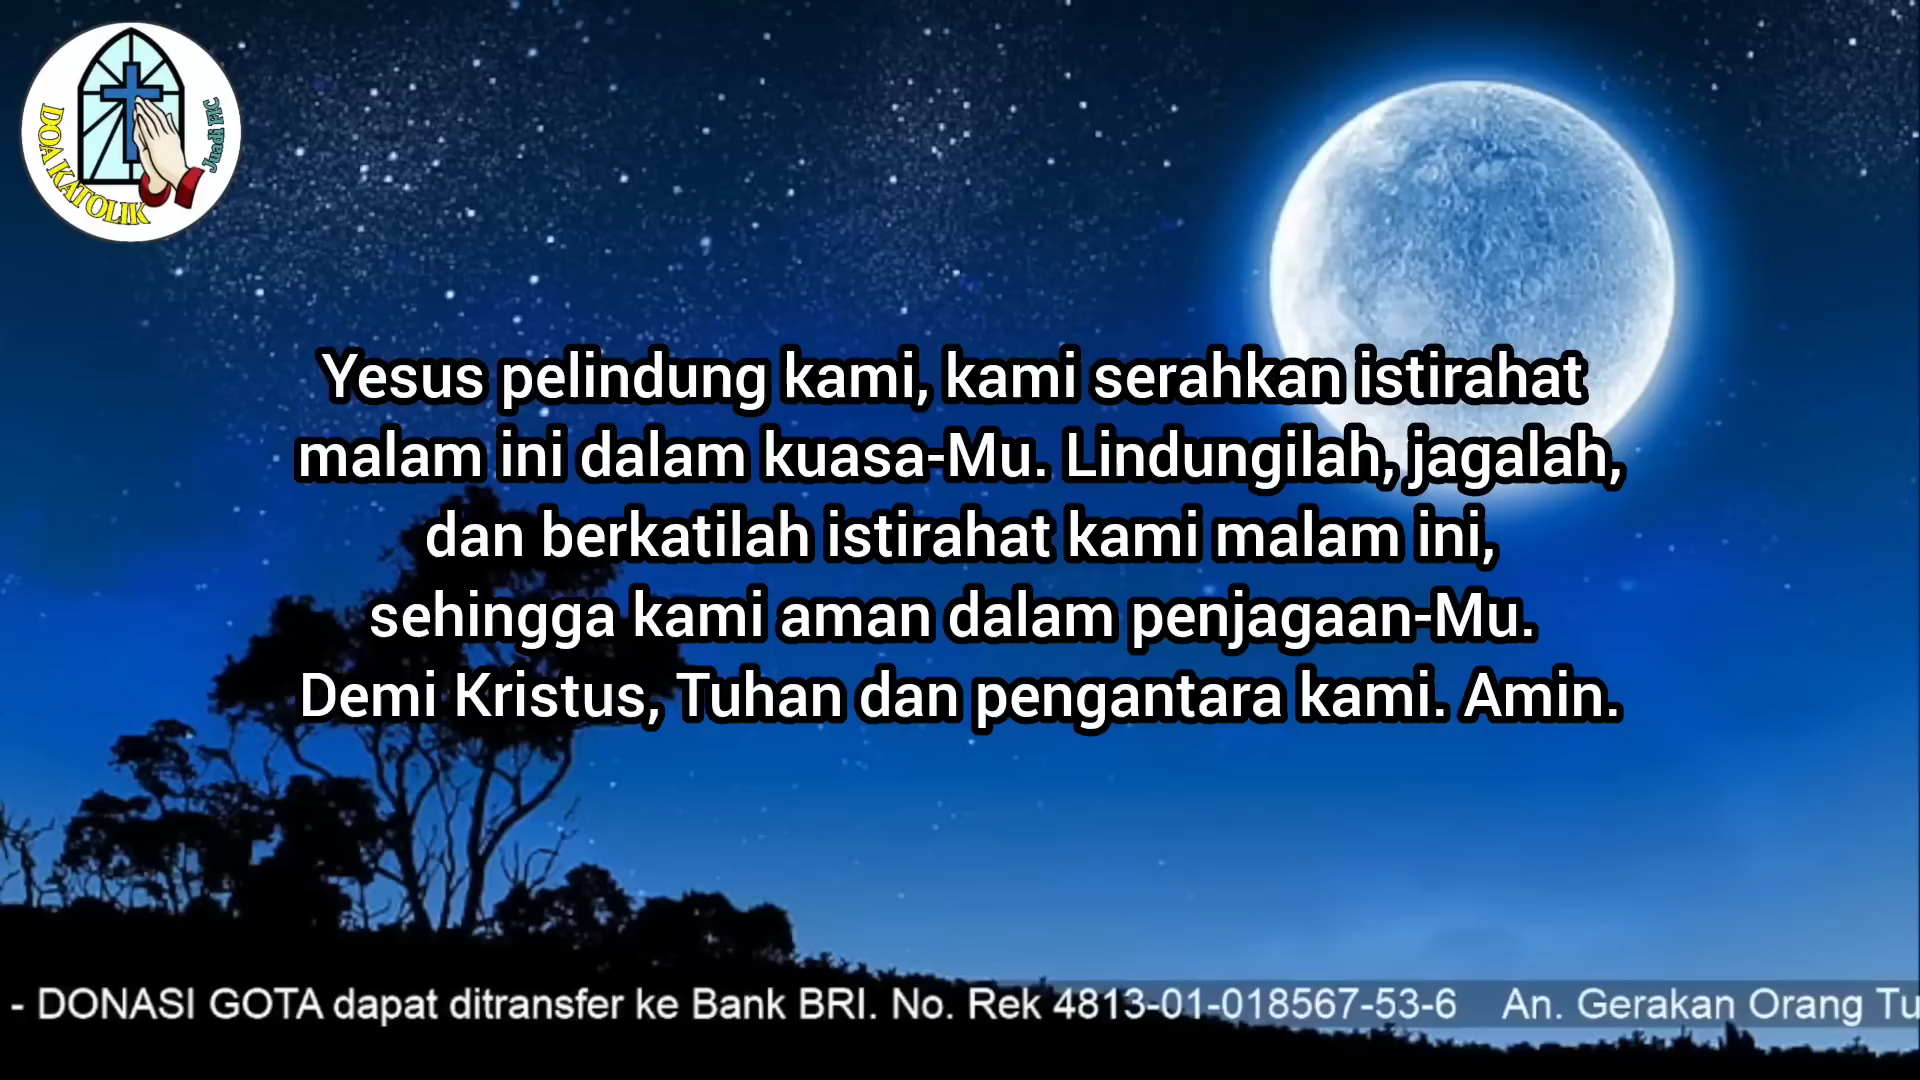 DOA KATOLIK
Juadi FIC
Yesus pelindung kami, kami serahkan istirahat
malam ini dalam kuasa-Mu. Lindungilah, jagalah,
dan berkatilah istirahat kami malam ini,
sehingga kami aman dalam penjagaan-Mu.
Demi Kristus, Tuhan dan pengantara kami. Amin.
- DONASI GOTA dapat ditransfer ke Bank BRI. No. Rek 4813-01-018567-53-6 An. Gerakan Orang Tu